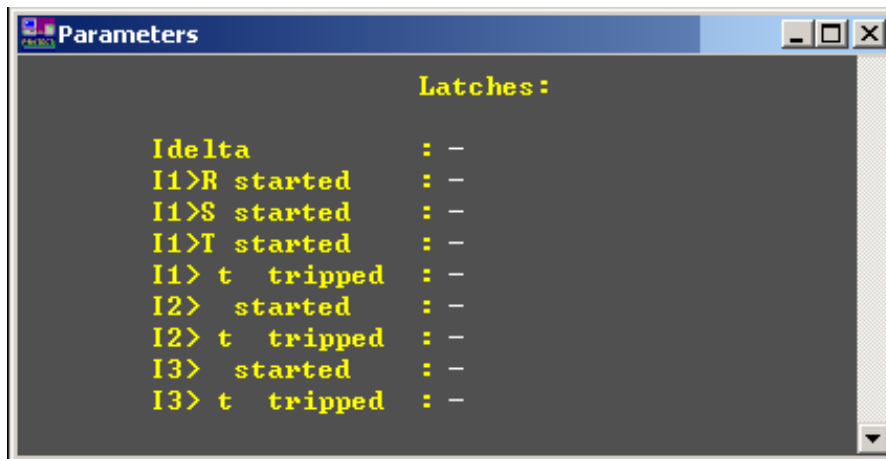 Parameters
Latches:
Idelta : -
I1>R started : -
I1>S started : -
I1>T started : -
I1> t tripped : -
I2> started : -
I2> t tripped : -
I3> started : -
I3> t tripped : -